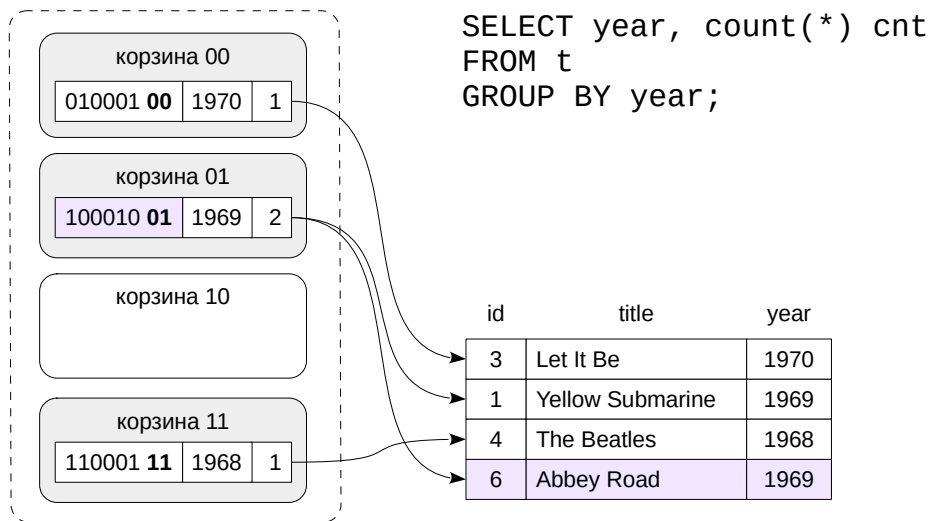 SELECT year, count(*) cnt
FROM t
GROUP BY year;
корзина 00
010001 00 1970 1
корзина 01
100010 01 1969 2
корзина 10
корзина 11
110001 11 1968 1
id title year
3 Let It Be 1970
1 Yellow Submarine 1969
4 The Beatles 1968
6 Abbey Road 1969